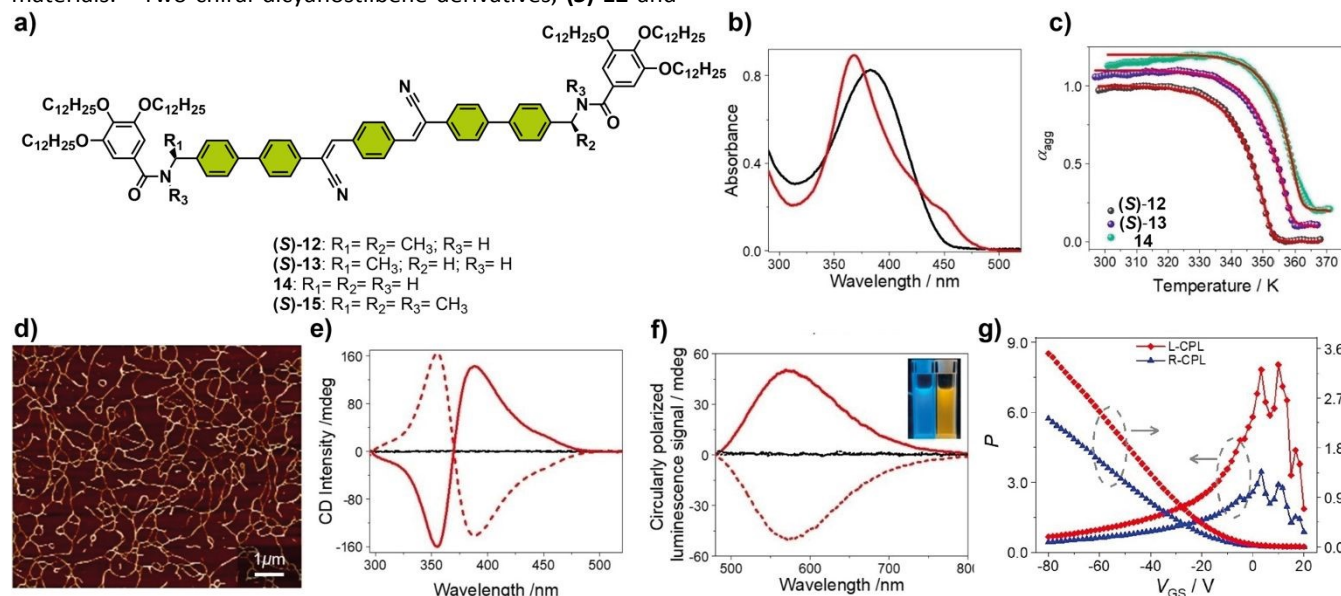 materials. Two chiral dicyanostilbene derivatives, (S)-12 and
a)
C₁₂H₂₅O
OC₁₂H₂₅
OC₁₂H₂₅
CN
R₃
N
O
R₂
C₁₂H₂₅O
OC₁₂H₂₅
C₁₂H₂₅O
R₁
O
N
R₃
CN
(S)-12: R₁= R₂= CH₃; R₃= H
(S)-13: R₁= CH₃; R₂= H; R₃= H
14: R₁= R₂= R₃= H
(S)-15: R₁= R₂= R₃= CH₃
b)
Absorbance
0.8
0.4
0
300 350 400 450 500
Wavelength / nm
c)
αagg
1.0
0.5
0.0
(S)-12
(S)-13
14
300 310 320 330 340 350 360 370
Temperature / K
d)
1μm
e)
CD Intensity /mdeg
160
80
0
-80
-160
300 350 400 450 500
Wavelength /nm
f)
Circularly polarized
luminescence signal / mdeg
60
30
0
-30
-60
500 600 700 800
Wavelength /nm
g)
L-CPL
R-CPL
P
9.0
6.0
3.0
0.0
3.6
2.7
1.8
0.9
0.0
-80 -60 -40 -20 0 20
V_GS / V